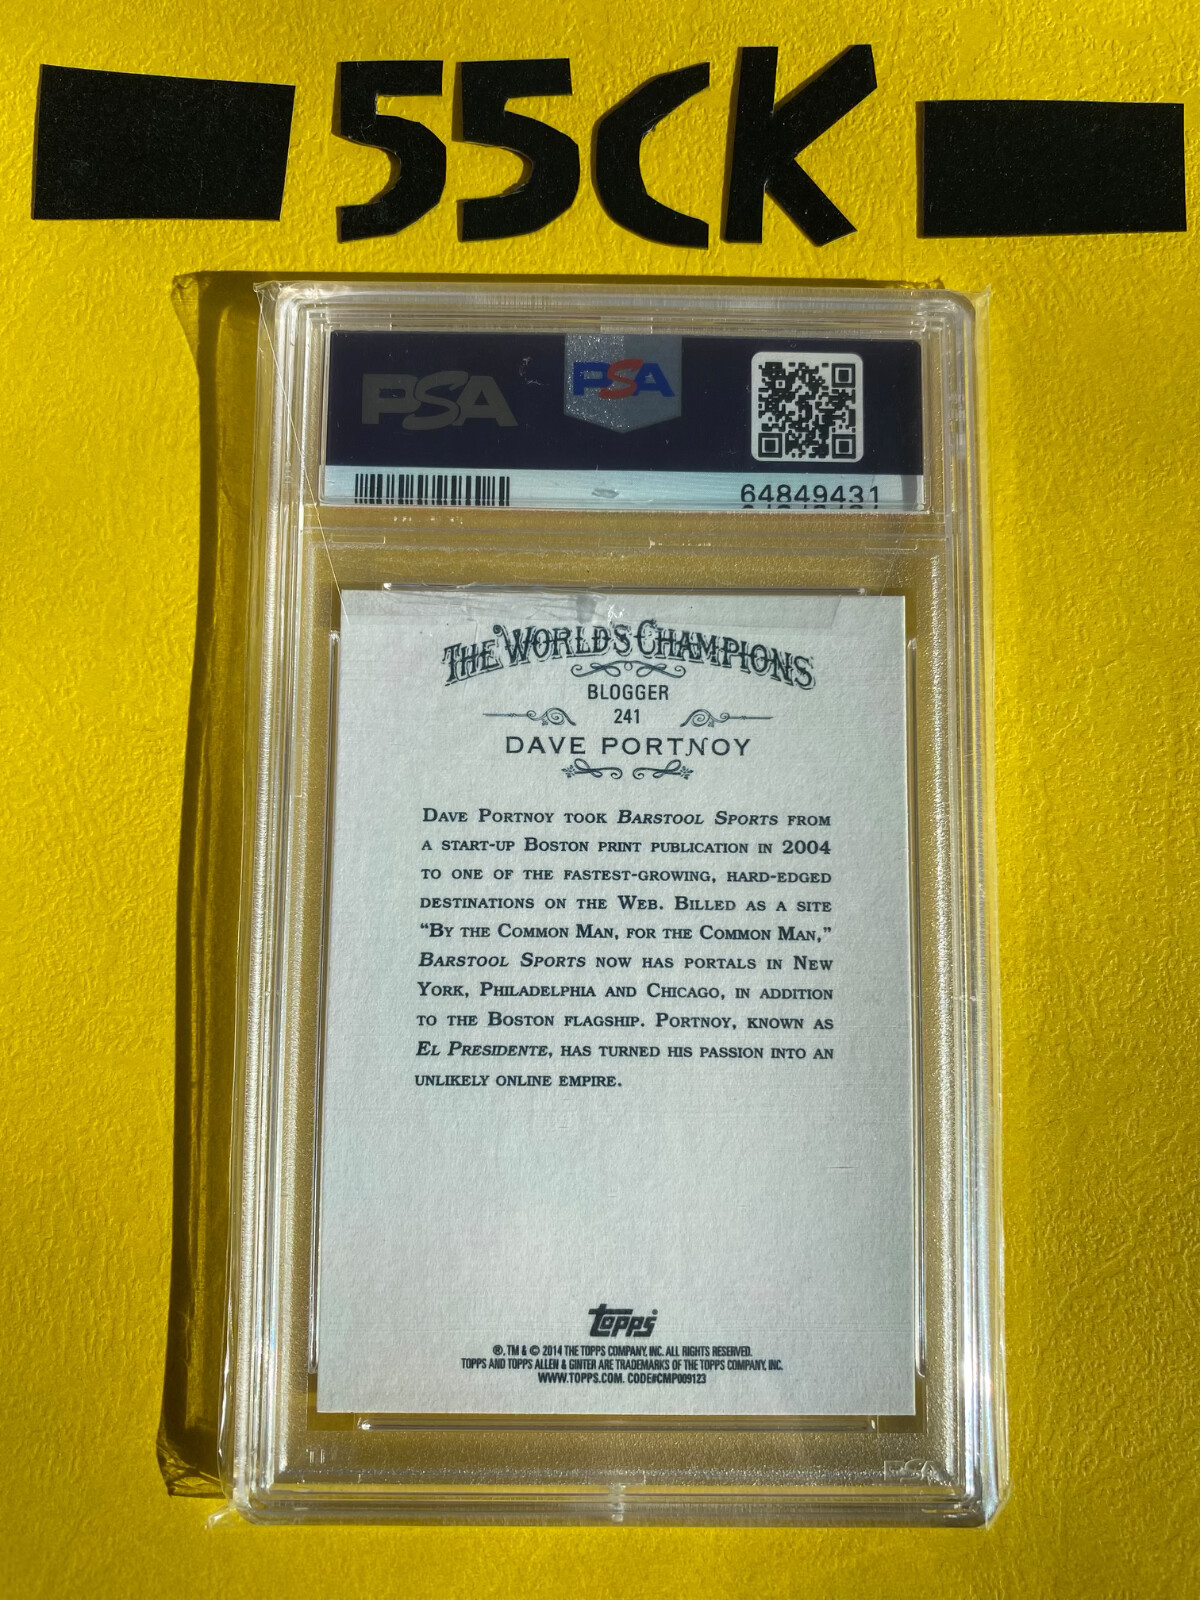 55CK
PSA
PSA
64849431
THE WORLD'S CHAMPIONS
BLOGGER
241
DAVE PORTNOY
DAVE PORTNOY TOOK BARSTOOL SPORTS FROM
A START-UP BOSTON PRINT PUBLICATION IN 2004
TO ONE OF THE FASTEST-GROWING, HARD-EDGED
DESTINATIONS ON THE WEB. BILLED AS A SITE
“BY THE COMMON MAN, FOR THE COMMON MAN,”
BARSTOOL SPORTS NOW HAS PORTALS IN NEW
YORK, PHILADELPHIA AND CHICAGO, IN ADDITION
TO THE BOSTON FLAGSHIP. PORTNOY, KNOWN AS
EL PRESIDENTE, HAS TURNED HIS PASSION INTO AN
UNLIKELY ONLINE EMPIRE.
topps
®, TM & © 2014 THE TOPPS COMPANY, INC. ALL RIGHTS RESERVED.
TOPPS AND TOPPS ALLEN & GINTER ARE TRADEMARKS OF THE TOPPS COMPANY, INC.
WWW.TOPPS.COM. CODE#CMP009123
PSA